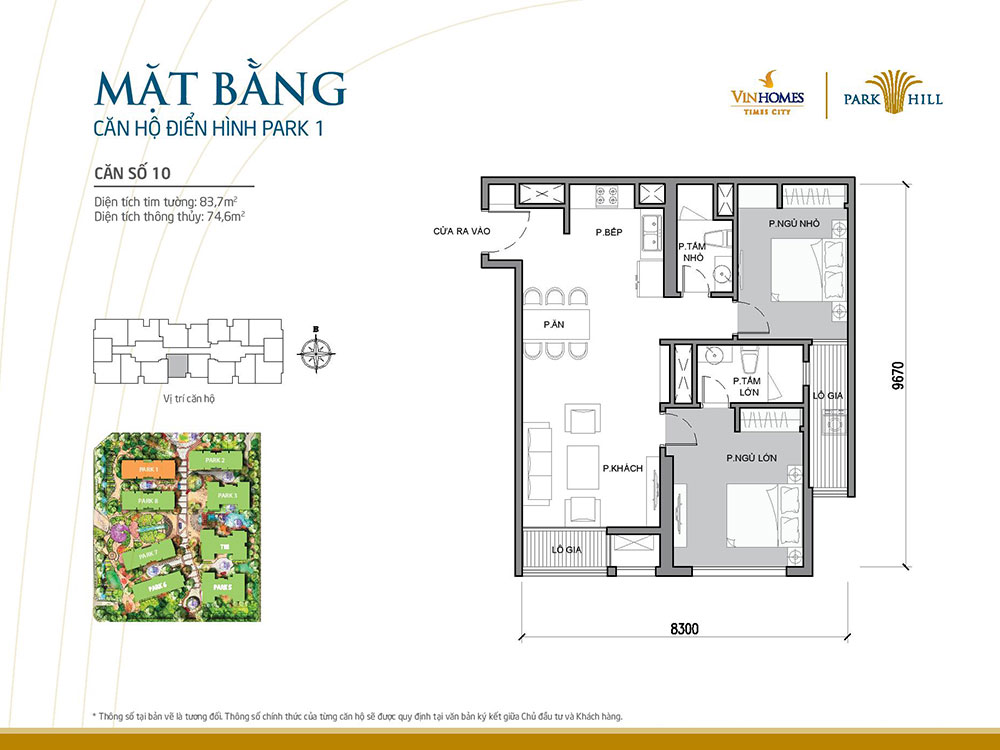 MẶT BẰNG
CĂN HỘ ĐIỂN HÌNH PARK 1
VINHOMES
TIMES CITY
PARK HILL
CĂN SỐ 10
Diện tích tim tường: 83,7m²
Diện tích thông thủy: 74,6m²
CỬA RA VÀO
P.BẾP
P.TẮM
NHỎ
P.NGỦ NHỎ
P.ĂN
P.TẮM
LỚN
LÔ GIA
P.KHÁCH
P.NGỦ LỚN
LÔ GIA
9670
8300
B
Vị trí căn hộ
PARK 1
PARK 2
PARK 8
PARK 3
PARK 7
T18
PARK 6
PARK 5
* Thông số tại bản vẽ là tương đối. Thông số chính thức của từng căn hộ sẽ được quy định tại văn bản ký kết giữa Chủ đầu tư và Khách hàng.